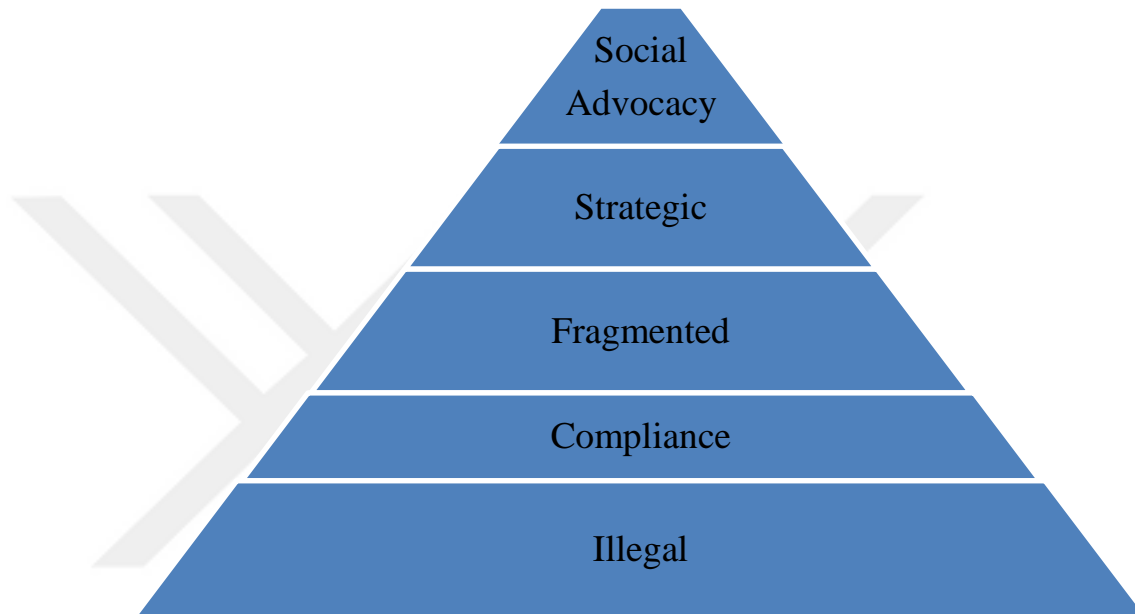 Social
Advocacy
Strategic
Fragmented
Compliance
Illegal